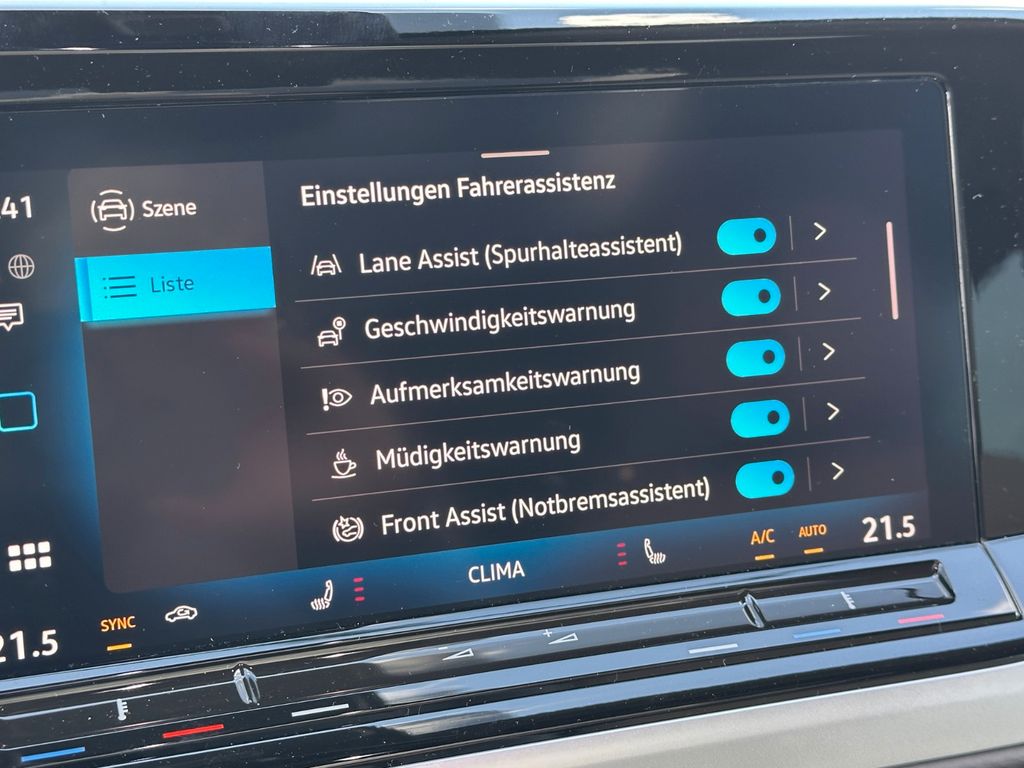 :41
Szene
Liste
Einstellungen Fahrerassistenz
Lane Assist (Spurhalteassistent)
Geschwindigkeitswarnung
Aufmerksamkeitswarnung
Müdigkeitswarnung
Front Assist (Notbremsassistent)
21.5
SYNC
CLIMA
A/C
AUTO
21.5